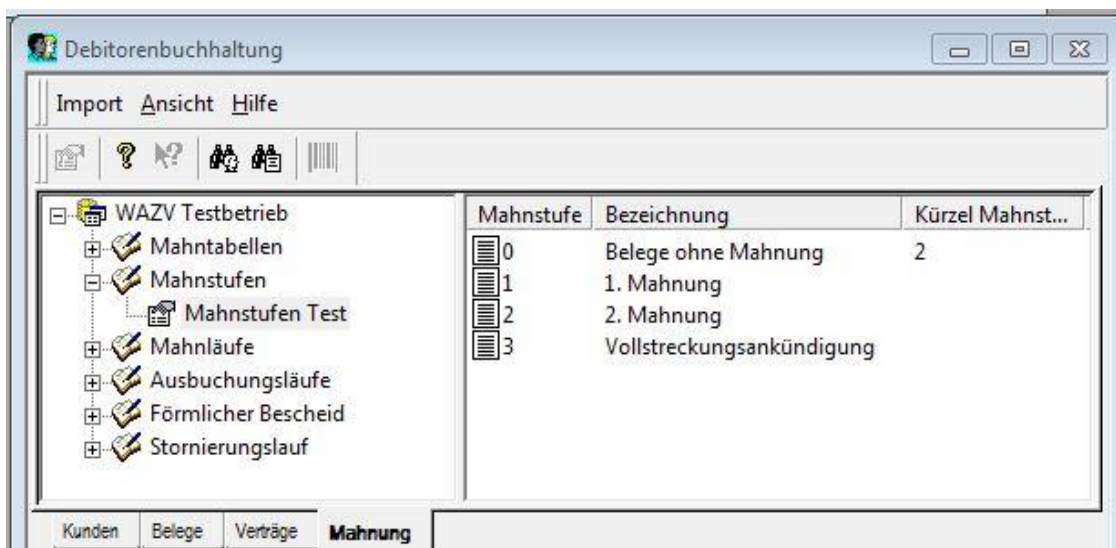 Debitorenbuchhaltung
Import Ansicht Hilfe
WAZV Testbetrieb
Mahntabellen
Mahnstufen
Mahnstufen Test
Mahnläufe
Ausbuchungsläufe
Förmlicher Bescheid
Stornierungslauf
Mahnstufe Bezeichnung Kürzel Mahnst...
0 Belege ohne Mahnung 2
1 1. Mahnung
2 2. Mahnung
3 Vollstreckungsankündigung
Kunden Belege Verträge Mahnung